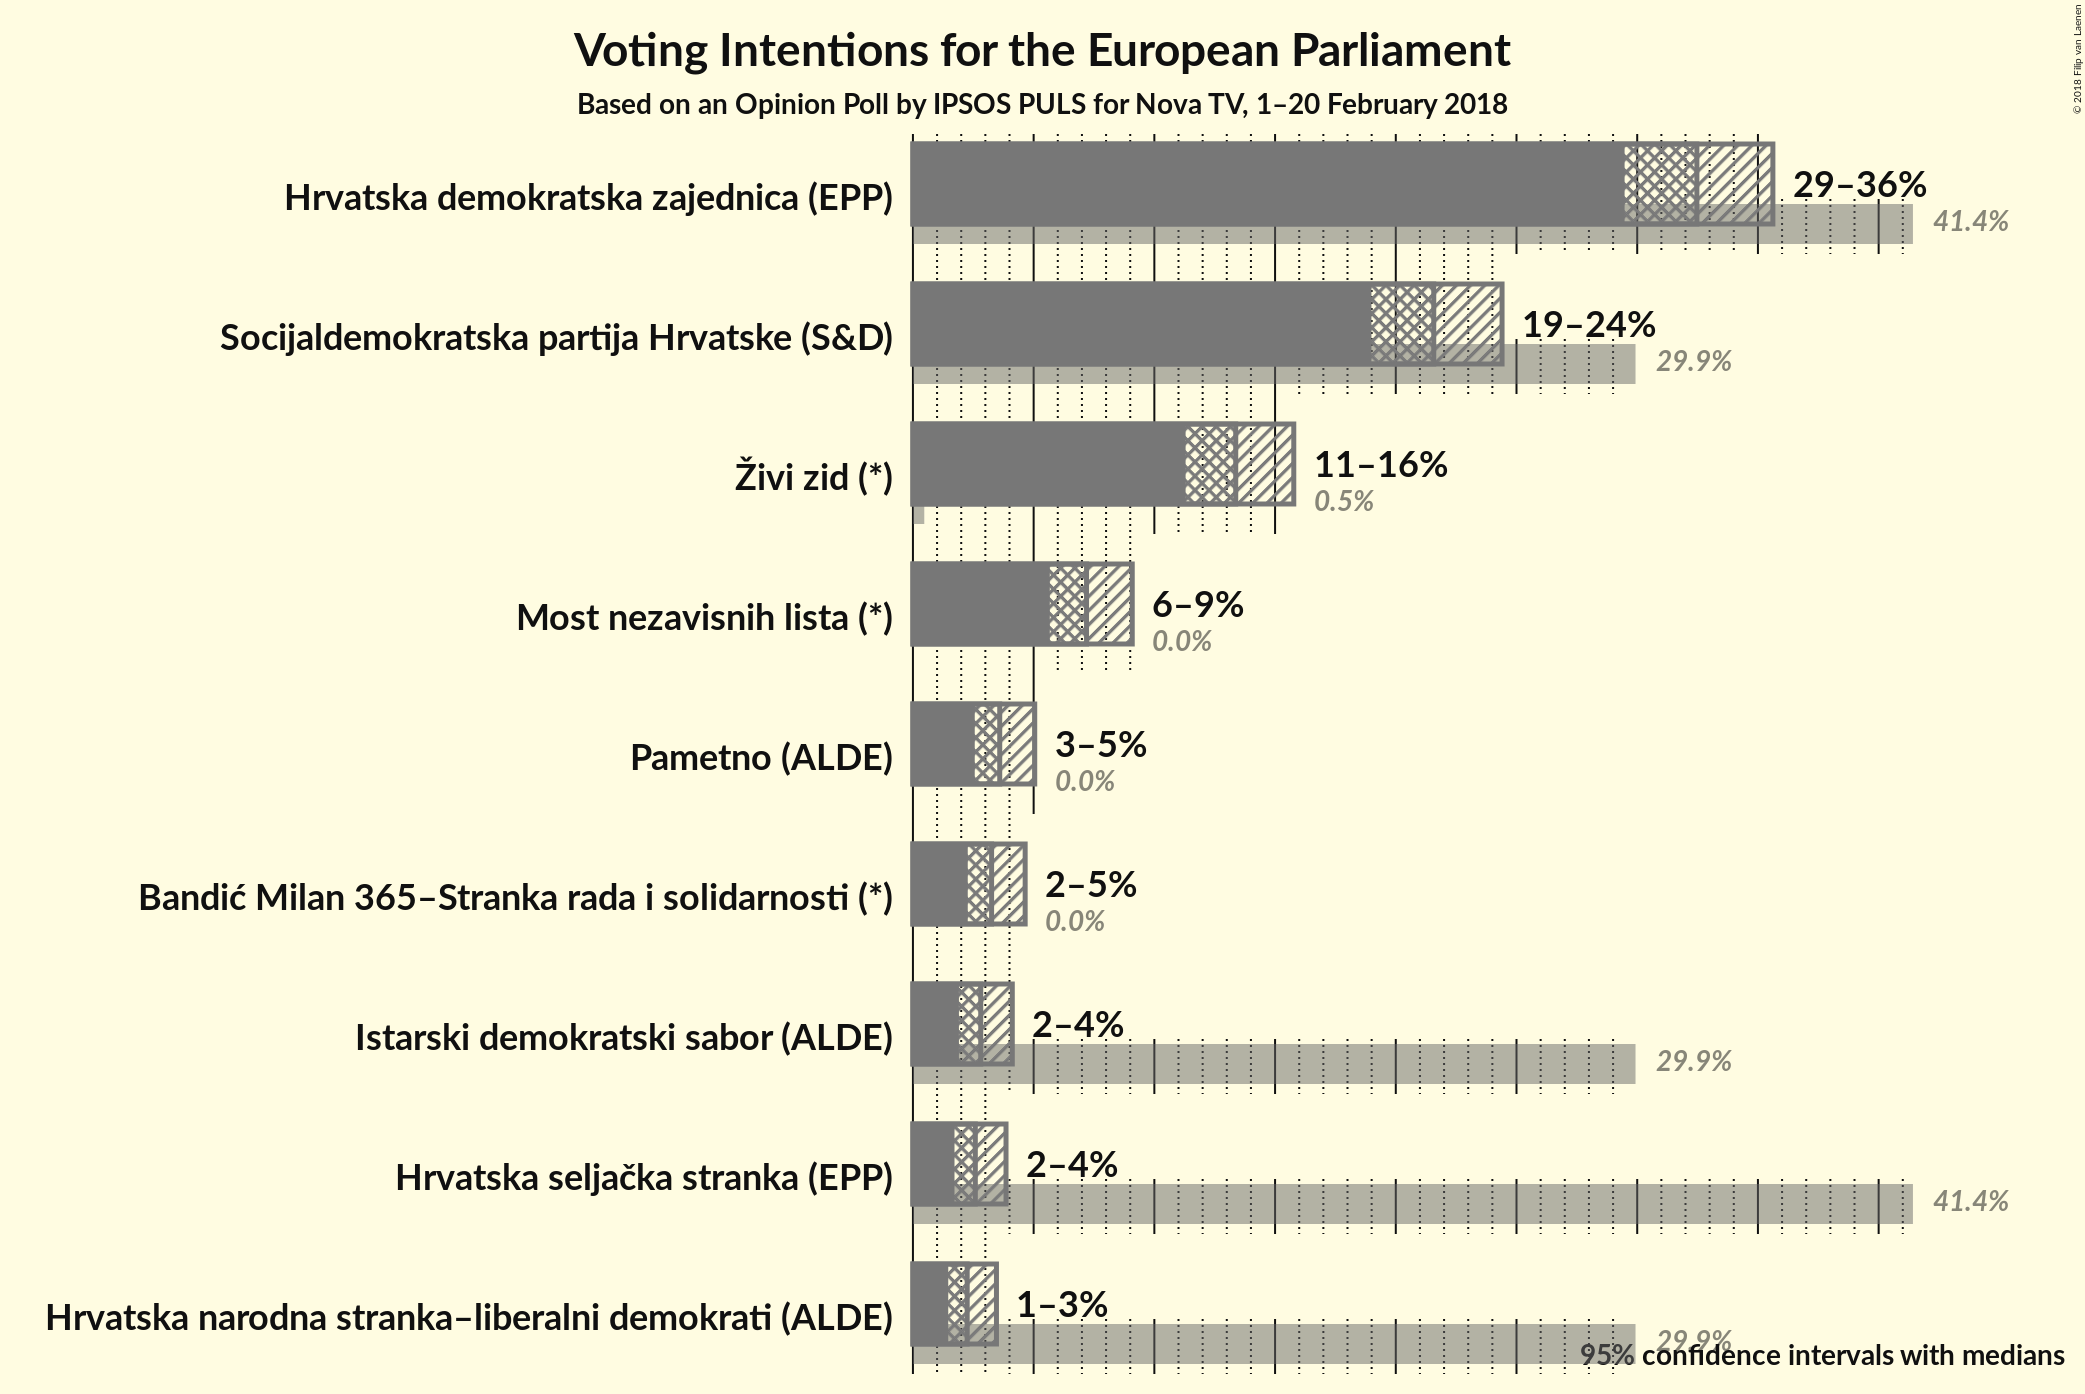 © 2018 Filip van Laenen
Voting Intentions for the European Parliament
Based on an Opinion Poll by IPSOS PULS for Nova TV, 1–20 February 2018
Hrvatska demokratska zajednica (EPP)
29–36%
41.4%
Socijaldemokratska partija Hrvatske (S&D)
19–24%
29.9%
Živi zid (*)
11–16%
0.5%
Most nezavisnih lista (*)
6–9%
0.0%
Pametno (ALDE)
3–5%
0.0%
Bandić Milan 365–Stranka rada i solidarnosti (*)
2–5%
0.0%
Istarski demokratski sabor (ALDE)
2–4%
29.9%
Hrvatska seljačka stranka (EPP)
2–4%
41.4%
Hrvatska narodna stranka–liberalni demokrati (ALDE)
1–3%
29.9%
95% confidence intervals with medians